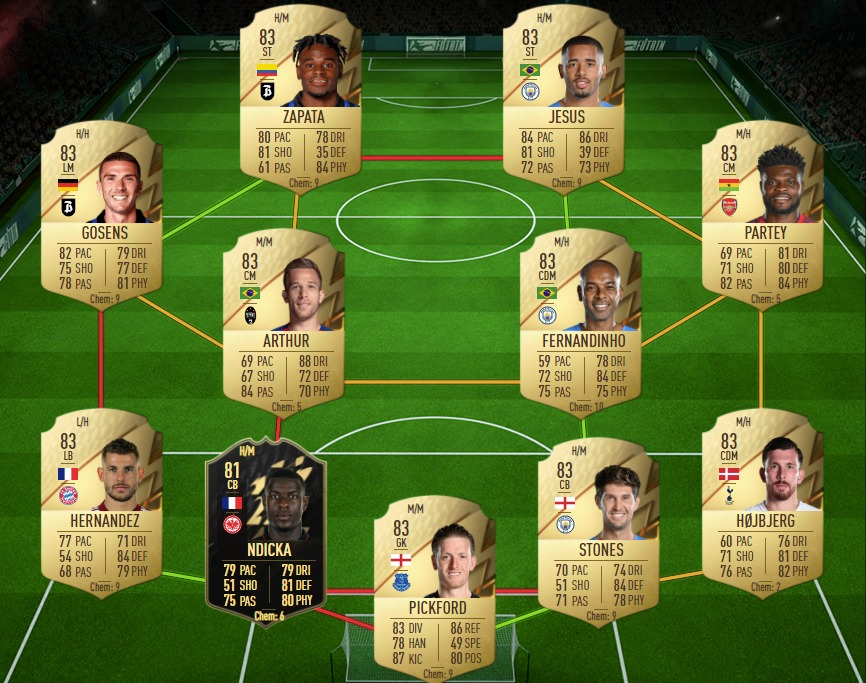 H/M
83
ST
ZAPATA
80 PAC 78 DRI
81 SHO 35 DEF
61 PAS 84 PHY
Chem: 9
H/M
83
ST
JESUS
84 PAC 86 DRI
81 SHO 39 DEF
72 PAS 73 PHY
Chem: 9
H/H
83
LM
GOSENS
82 PAC 79 DRI
75 SHO 77 DEF
78 PAS 81 PHY
Chem: 9
M/M
83
CM
ARTHUR
69 PAC 88 DRI
67 SHO 72 DEF
84 PAS 70 PHY
Chem: 5
M/H
83
CDM
FERNANDINHO
59 PAC 78 DRI
72 SHO 84 DEF
75 PAS 75 PHY
Chem: 10
M/H
83
CM
PARTEY
69 PAC 81 DRI
71 SHO 80 DEF
82 PAS 84 PHY
Chem: 5
L/H
83
LB
HERNANDEZ
77 PAC 71 DRI
54 SHO 84 DEF
68 PAS 79 PHY
Chem: 9
H/M
81
CB
NDICKA
79 PAC 79 DRI
51 SHO 81 DEF
75 PAS 80 PHY
Chem: 6
M/M
83
GK
PICKFORD
83 DIV 86 REF
78 HAN 49 SPE
87 KIC 80 POS
Chem: 9
H/M
83
CB
STONES
70 PAC 74 DRI
51 SHO 84 DEF
71 PAS 78 PHY
Chem: 9
M/H
83
CDM
HØJBJERG
60 PAC 76 DRI
71 SHO 81 DEF
76 PAS 82 PHY
Chem: 2